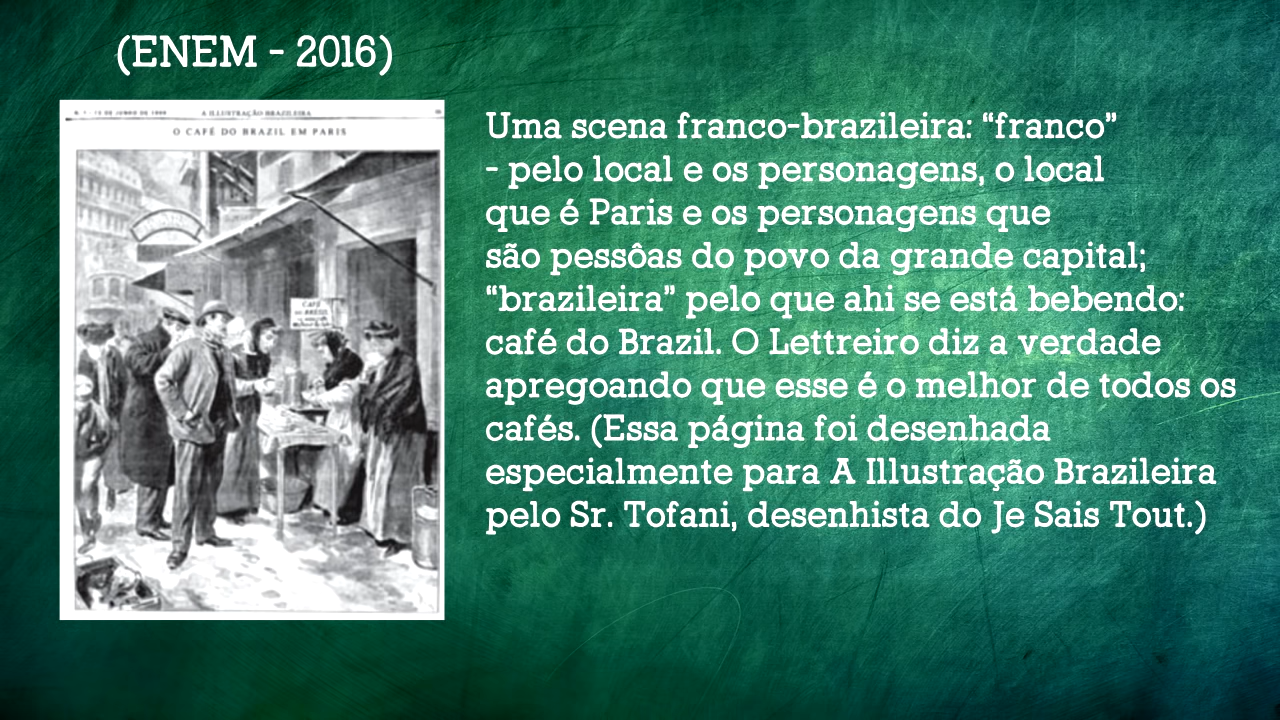 (ENEM - 2016)
A ILLUSTRAÇÃO BRAZILEIRA
O CAFÉ DO BRAZIL EM PARIS
CAFÉ
DO BRÉSIL
Uma scena franco-brazileira: “franco”
- pelo local e os personagens, o local
que é Paris e os personagens que
são pessôas do povo da grande capital;
“brazileira” pelo que ahi se está bebendo:
café do Brazil. O Lettreiro diz a verdade
apregoando que esse é o melhor de todos os
cafés. (Essa página foi desenhada
especialmente para A Illustração Brazileira
pelo Sr. Tofani, desenhista do Je Sais Tout.)